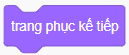 trang phục kế tiếp